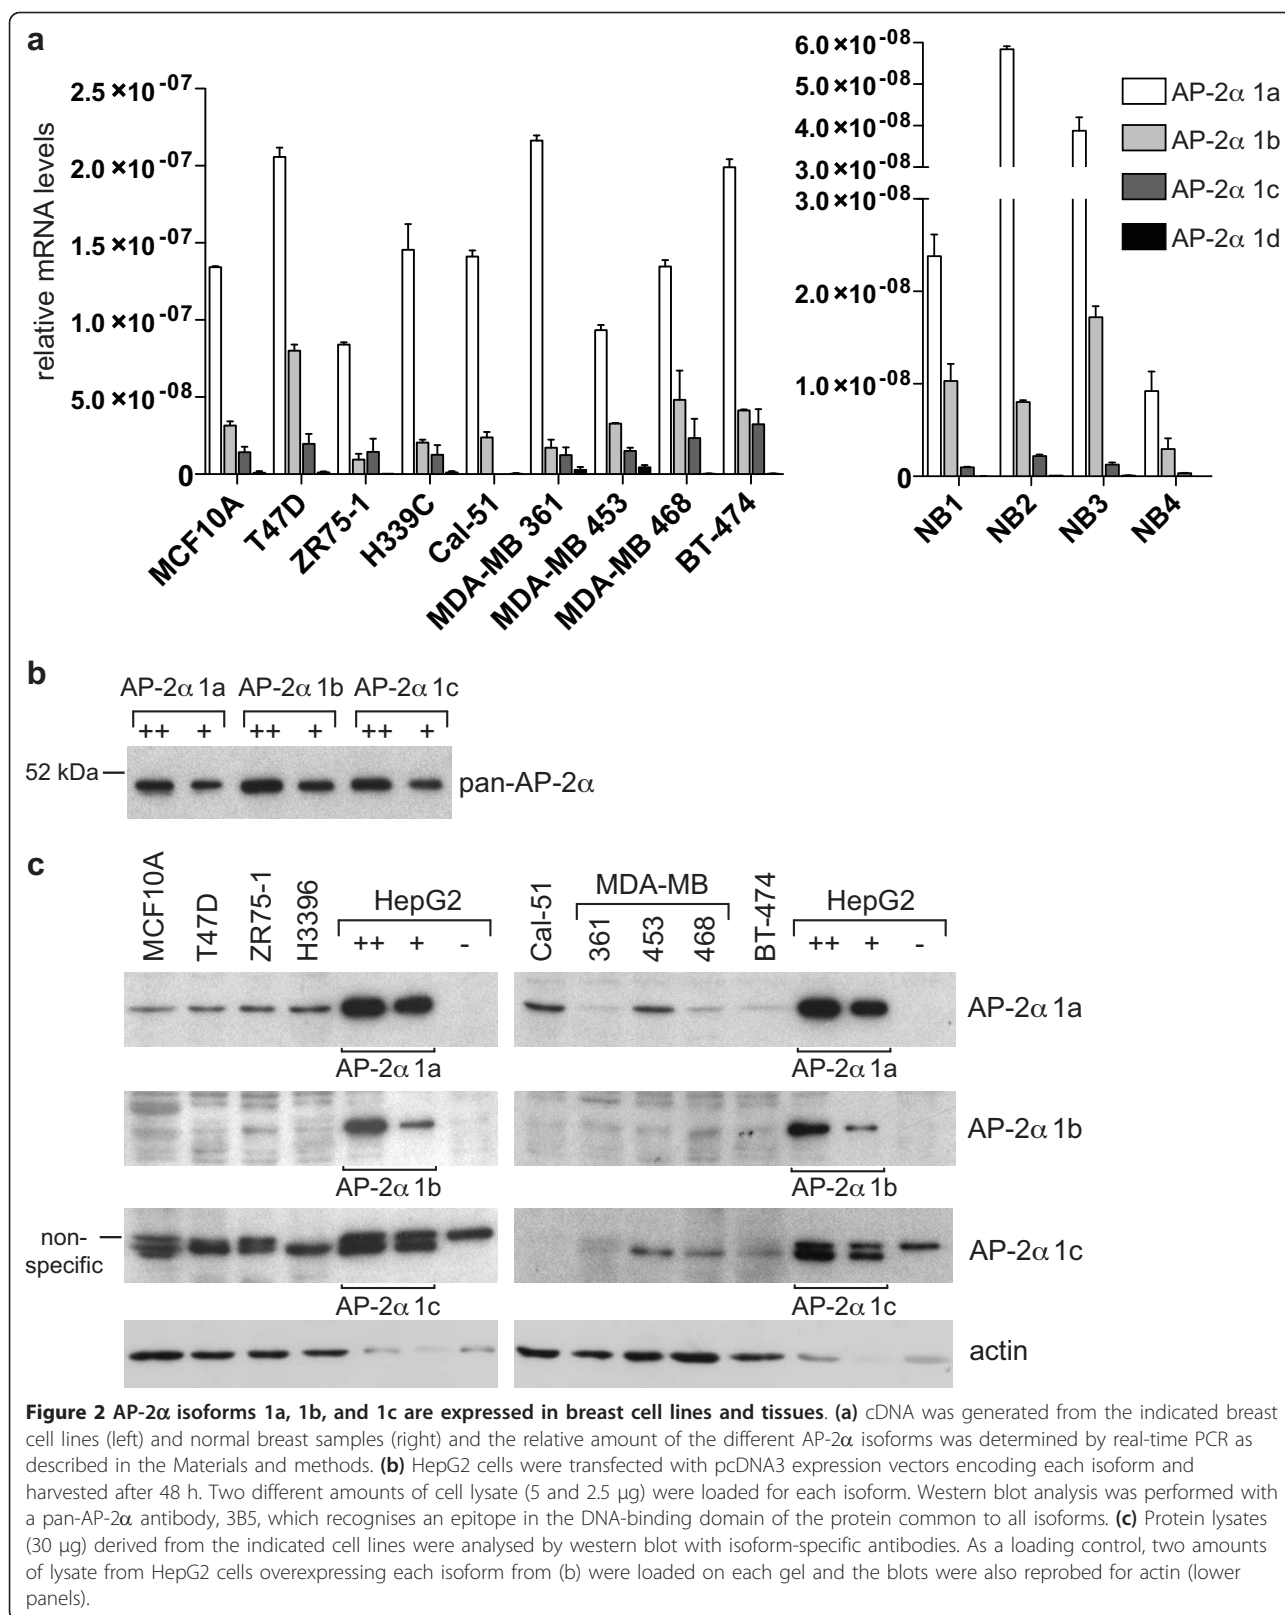 a
2.5 ×10⁻⁰⁷
2.0 ×10⁻⁰⁷
1.5 ×10⁻⁰⁷
1.0 ×10⁻⁰⁷
5.0 ×10⁻⁰⁸
0
relative mRNA levels
MCF10A
T47D
ZR75-1
H339C
Cal-51
MDA-MB 361
MDA-MB 453
MDA-MB 468
BT-474
6.0×10⁻⁰⁸
5.0×10⁻⁰⁸
4.0×10⁻⁰⁸
3.0×10⁻⁰⁸
3.0×10⁻⁰⁸
2.0×10⁻⁰⁸
1.0×10⁻⁰⁸
0
NB1
NB2
NB3
NB4
AP-2α 1a
AP-2α 1b
AP-2α 1c
AP-2α 1d
b
AP-2α 1a AP-2α 1b AP-2α 1c
++ + ++ + ++ +
52 kDa
pan-AP-2α
c
MCF10A
T47D
ZR75-1
H3396
HepG2
++ + -
Cal-51
MDA-MB
361
453
468
BT-474
HepG2
++ + -
AP-2α 1a
AP-2α 1a
AP-2α 1a
AP-2α 1b
AP-2α 1b
AP-2α 1b
non-
specific
AP-2α 1c
AP-2α 1c
AP-2α 1c
actin
Figure 2 AP-2α isoforms 1a, 1b, and 1c are expressed in breast cell lines and tissues. (a) cDNA was generated from the indicated breast
cell lines (left) and normal breast samples (right) and the relative amount of the different AP-2α isoforms was determined by real-time PCR as
described in the Materials and methods. (b) HepG2 cells were transfected with pcDNA3 expression vectors encoding each isoform and
harvested after 48 h. Two different amounts of cell lysate (5 and 2.5 μg) were loaded for each isoform. Western blot analysis was performed with
a pan-AP-2α antibody, 3B5, which recognises an epitope in the DNA-binding domain of the protein common to all isoforms. (c) Protein lysates
(30 μg) derived from the indicated cell lines were analysed by western blot with isoform-specific antibodies. As a loading control, two amounts
of lysate from HepG2 cells overexpressing each isoform from (b) were loaded on each gel and the blots were also reprobed for actin (lower
panels).